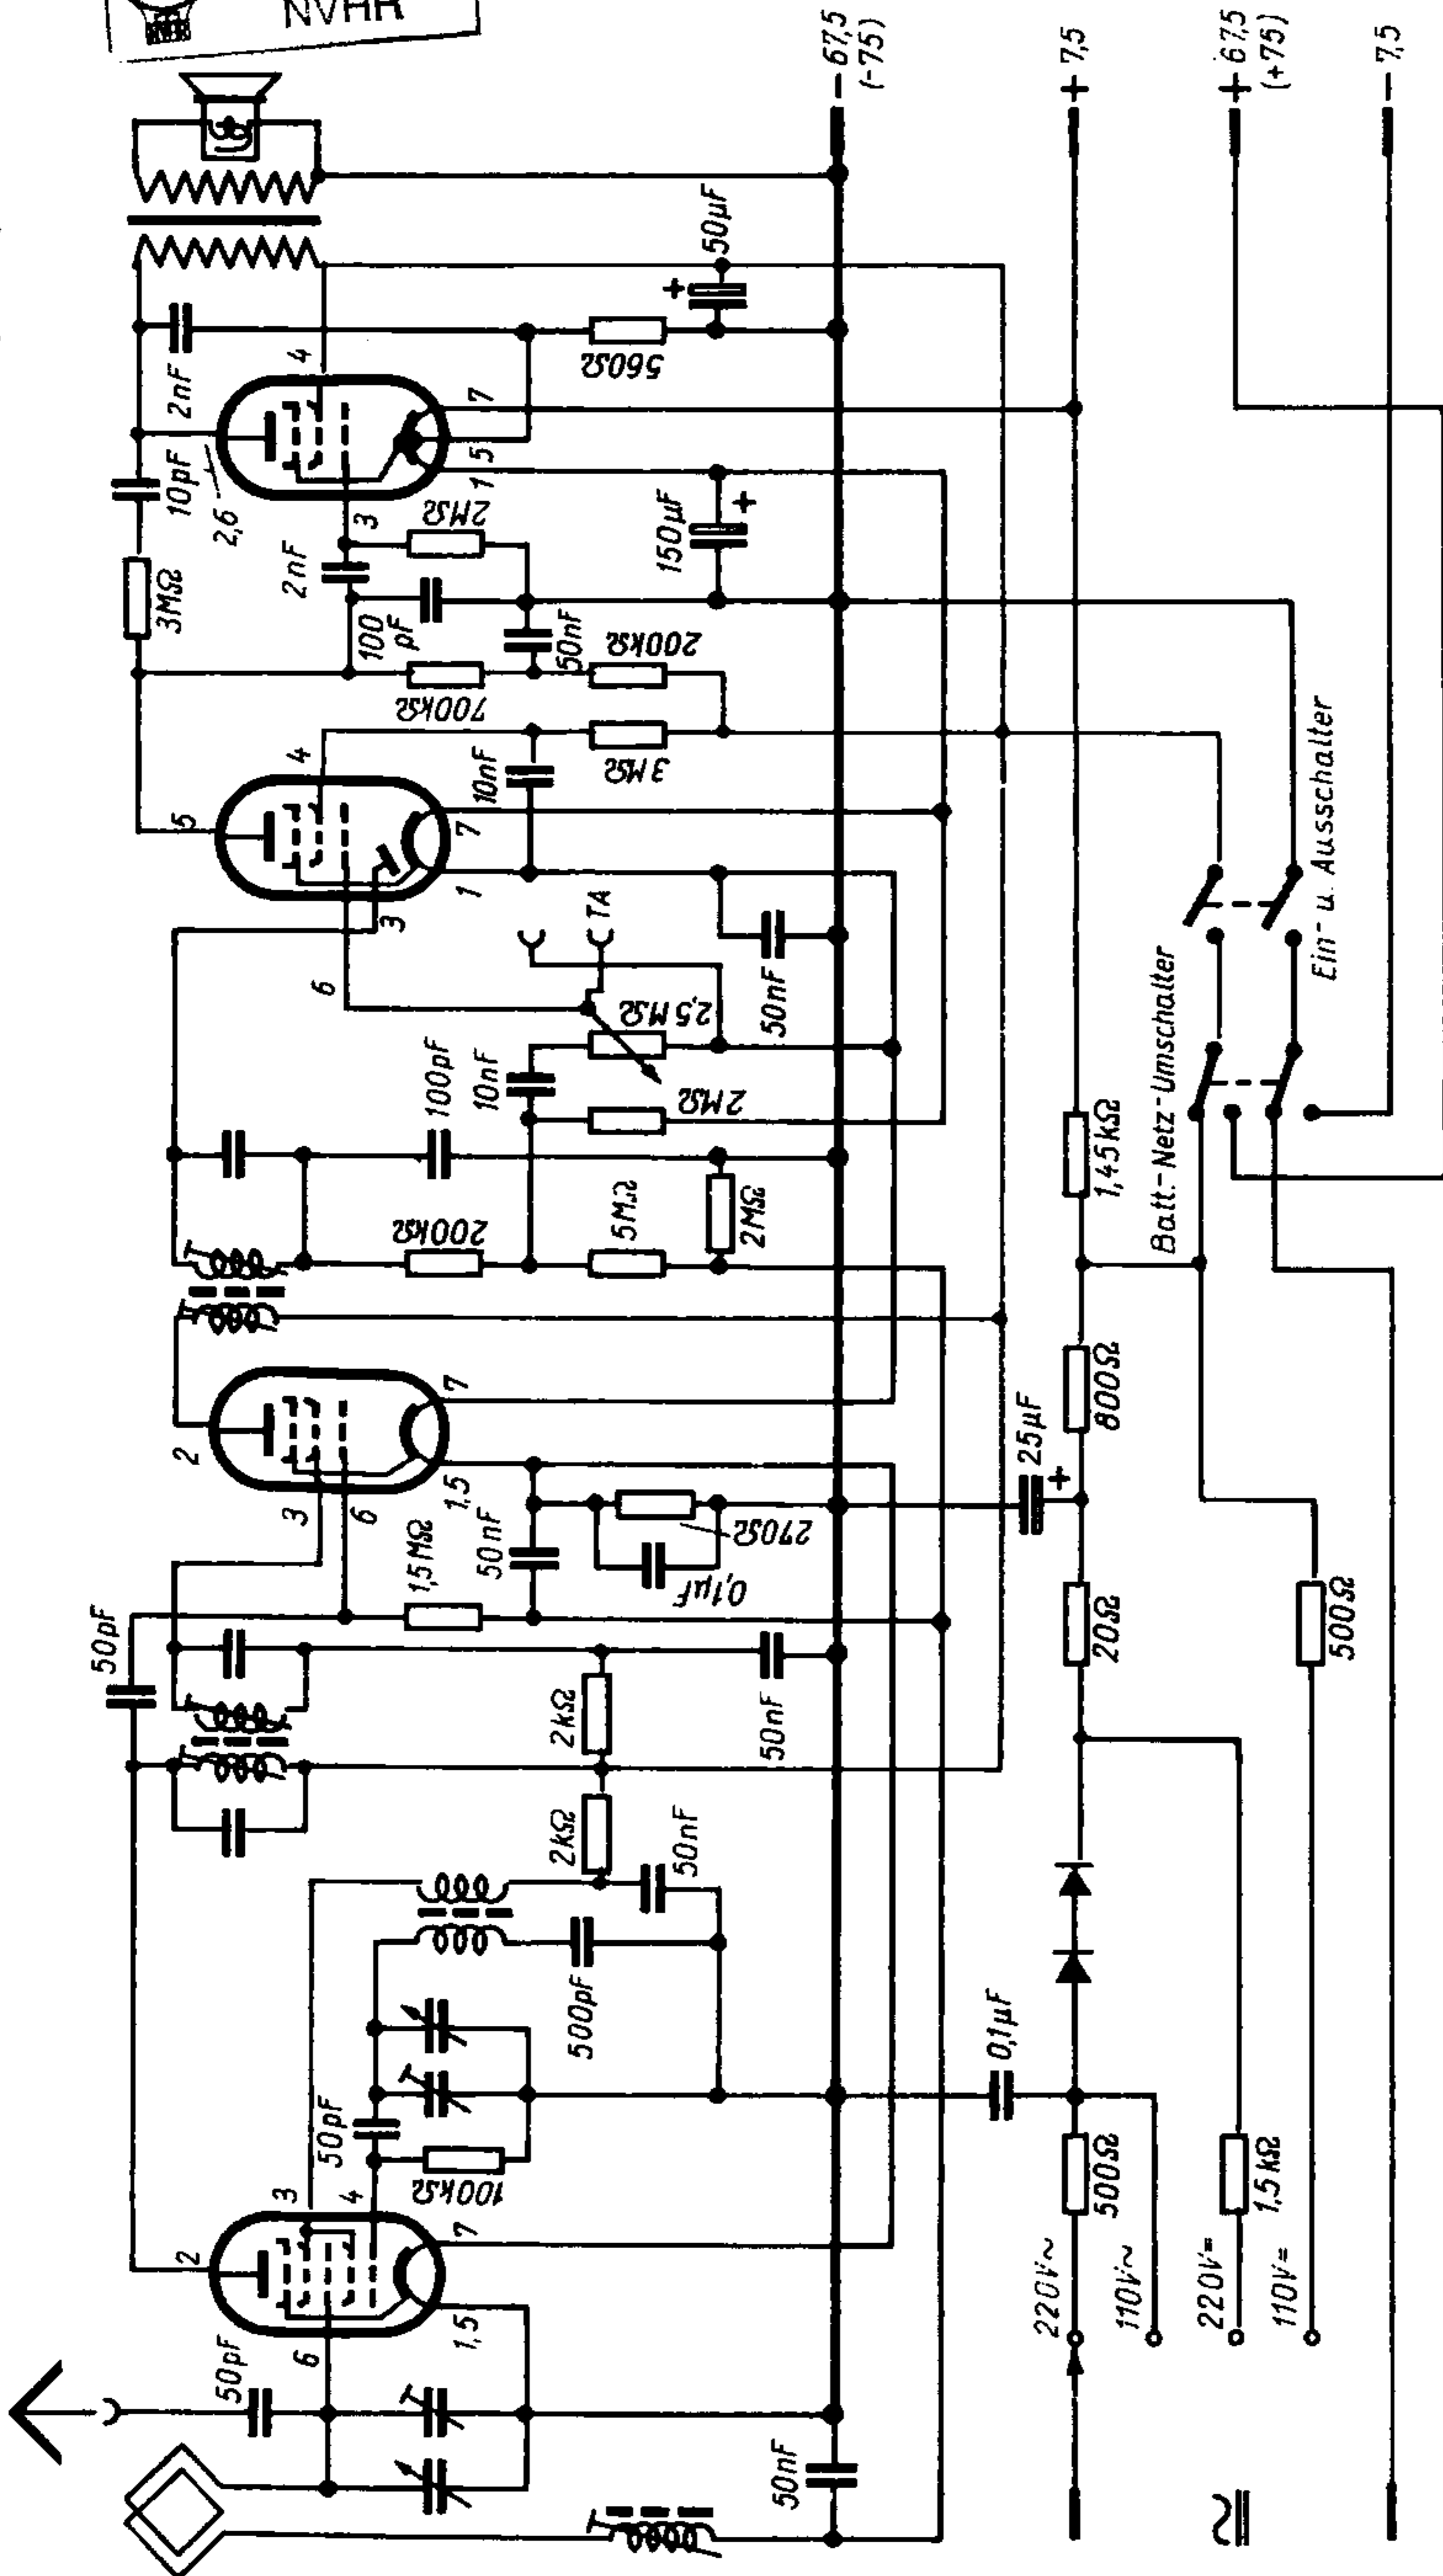 NVHR
50pF
6
1,5
2
3
4
7
50pF
100kΩ
500pF
50nF
2kΩ
2kΩ
50nF
50pF
1,5MΩ
50nF
0,1µF
270Ω
3
6
2
1,5
7
200kΩ
5MΩ
2MΩ
100pF
10nF
2MΩ
2,5MΩ
TA
6
3
5
4
1
7
50nF
10nF
3MΩ
3MΩ
700kΩ
200kΩ
50nF
100
pF
2nF
2MΩ
10pF
2,6
3
4
1
5
7
2nF
150µF
+
560Ω
50µF
+
50nF
0,1µF
25µF
+
220V~
500Ω
110V~
220V=
1,5kΩ
110V=
500Ω
20Ω
800Ω
1,45kΩ
Batt.-Netz-Umschalter
Ein- u. Ausschalter
− 67,5
(-75)
+ 7,5
+ 67,5
(+75)
− 7,5